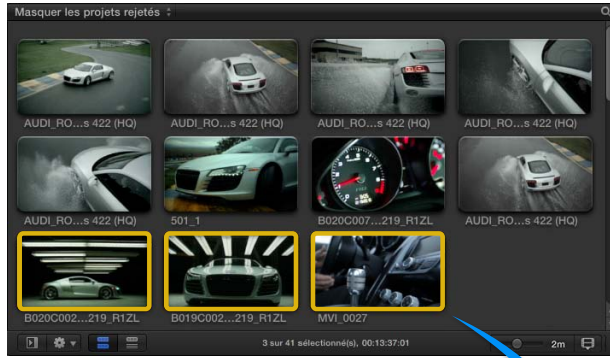 Masquer les projets rejetés
AUDI_RO...s 422 (HQ)
AUDI_RO...s 422 (HQ)
AUDI_RO...s 422 (HQ)
AUDI_RO...s 422 (HQ)
AUDI_RO...s 422 (HQ)
501_1
B020C007...219_R1ZL
AUDI_RO...s 422 (HQ)
B020C002...219_R1ZL
B019C002...219_R1ZL
MVI_0027
3 sur 41 sélectionné(s), 00:13:37:01
2m